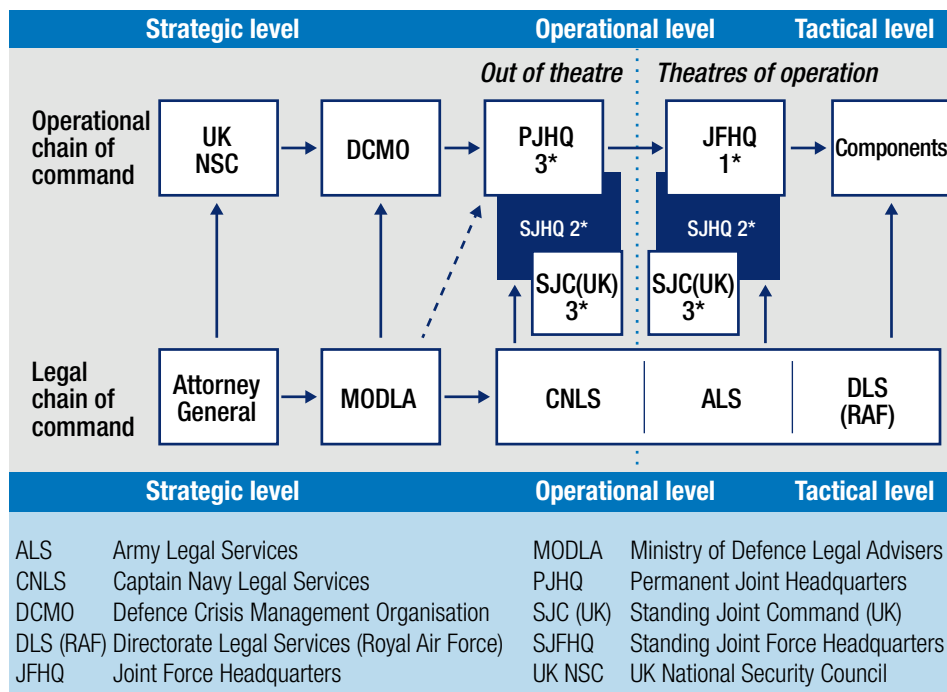 Strategic level Operational level Tactical level
Out of theatre Theatres of operation
Operational
chain of
command
UK
NSC
DCMO
PJHQ
3*
JFHQ
1*
Components
SJHQ 2*
SJHQ 2*
SJC(UK)
3*
SJC(UK)
3*
Legal
chain of
command
Attorney
General
MODLA
CNLS
ALS
DLS
(RAF)
Strategic level Operational level Tactical level
ALS Army Legal Services
CNLS Captain Navy Legal Services
DCMO Defence Crisis Management Organisation
DLS (RAF) Directorate Legal Services (Royal Air Force)
JFHQ Joint Force Headquarters
MODLA Ministry of Defence Legal Advisers
PJHQ Permanent Joint Headquarters
SJC (UK) Standing Joint Command (UK)
SJFHQ Standing Joint Force Headquarters
UK NSC UK National Security Council